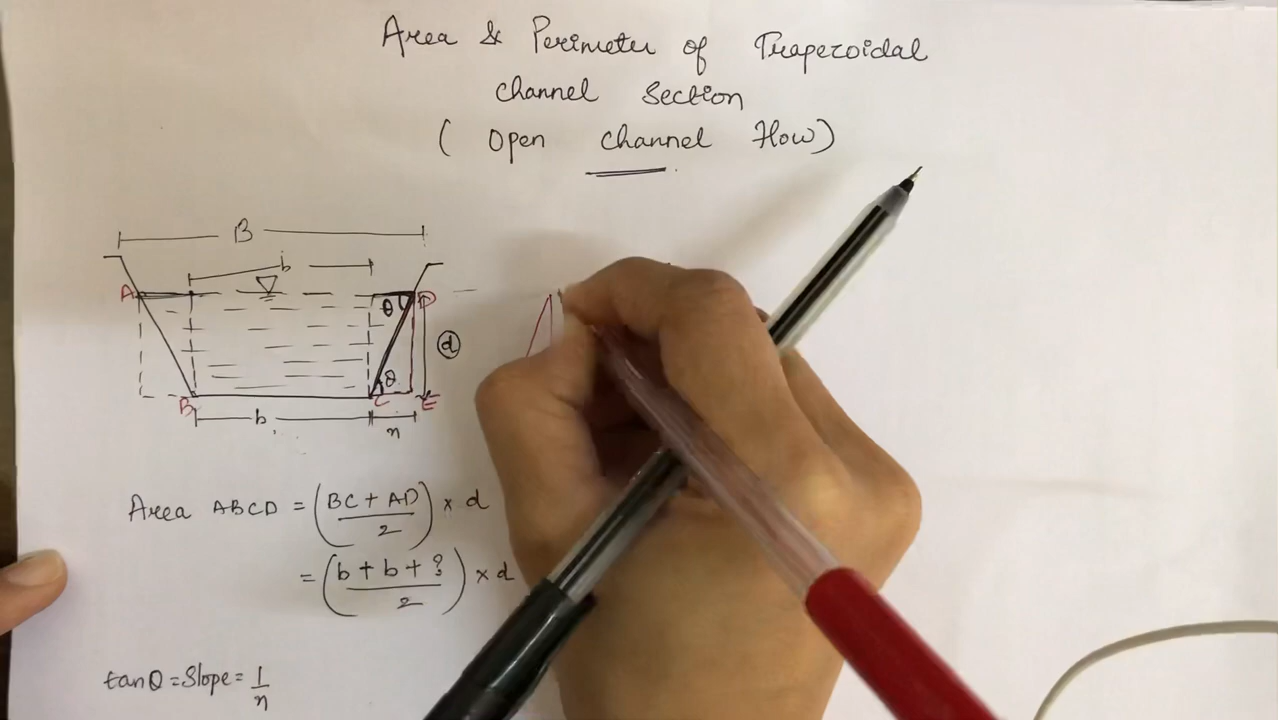 Area & Perimeter of Trapezoidal
channel section
( Open channel flow)
B
b
A
D
θ
d
θ
B
C
E
b
n
Area ABCD = (BC + AD / 2) × d
= (b + b + ? / 2) × d
tanθ = Slope = 1/n